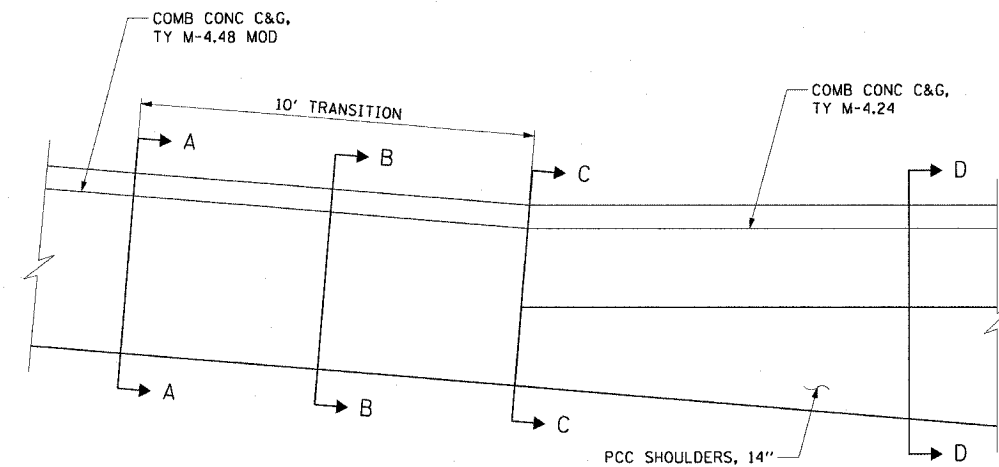 COMB CONC C&G,
TY M-4.48 MOD
10' TRANSITION
COMB CONC C&G,
TY M-4.24
A
B
C
D
A
B
C
D
PCC SHOULDERS, 14"